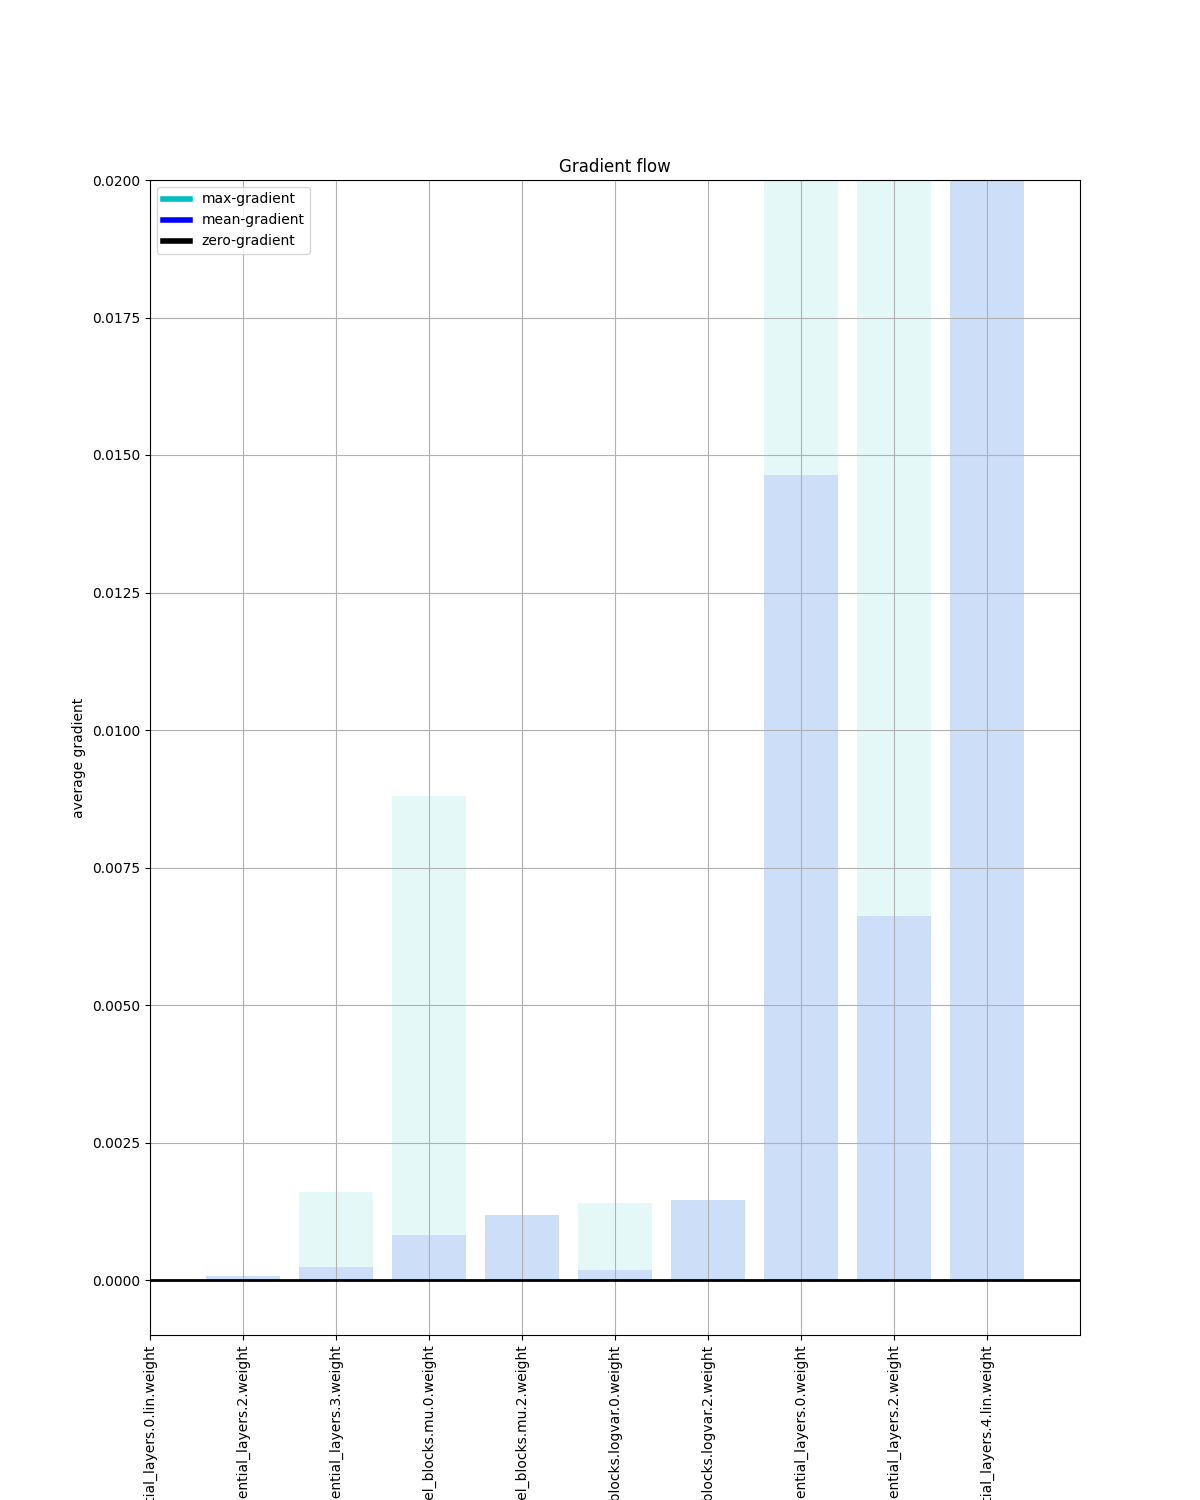 Gradient flow
max-gradient
mean-gradient
zero-gradient
0.0200
0.0175
0.0150
0.0125
0.0100
0.0075
0.0050
0.0025
0.0000
average gradient
tial_layers.0.lin.weight
ential_layers.2.weight
ential_layers.3.weight
el_blocks.mu.0.weight
el_blocks.mu.2.weight
blocks.logvar.0.weight
blocks.logvar.2.weight
ential_layers.0.weight
ential_layers.2.weight
tial_layers.4.lin.weight